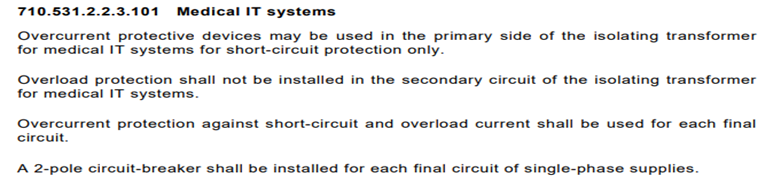 710.531.2.2.3.101 Medical IT systems
Overcurrent protective devices may be used in the primary side of the isolating transformer
for medical IT systems for short-circuit protection only.
Overload protection shall not be installed in the secondary circuit of the isolating transformer
for medical IT systems.
Overcurrent protection against short-circuit and overload current shall be used for each final
circuit.
A 2-pole circuit-breaker shall be installed for each final circuit of single-phase supplies.